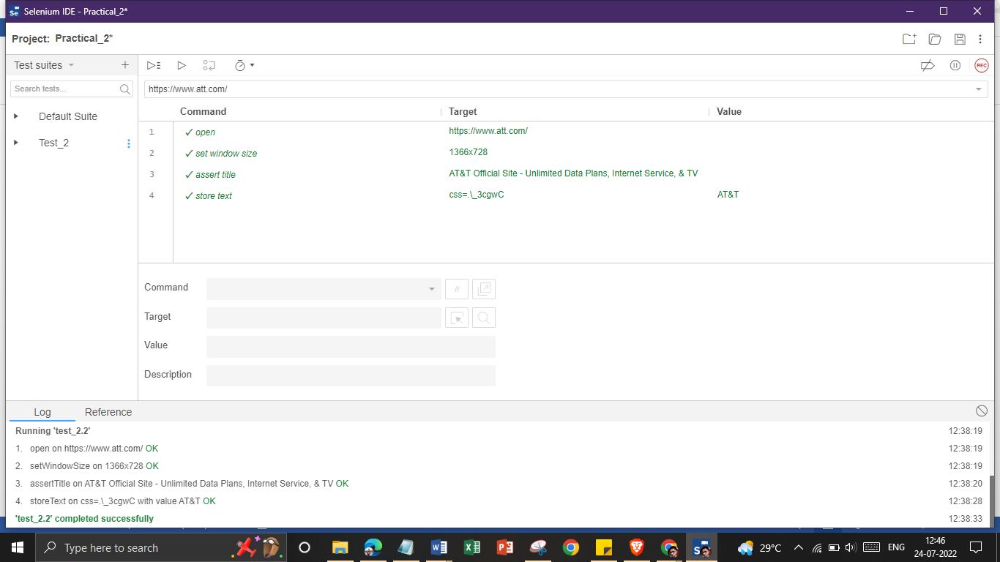 Se Selenium IDE - Practical_2*
Project: Practical_2*
Test suites
REC
Search tests...
https://www.att.com/
Command Target Value
Default Suite
Test_2
1 ✓ open https://www.att.com/
2 ✓ set window size 1366x728
3 ✓ assert title AT&T Official Site - Unlimited Data Plans, Internet Service, & TV
4 ✓ store text css=.\_3cgwC AT&T
Command //
Target
Value
Description
Log Reference
Running 'test_2.2' 12:38:19
1. open on https://www.att.com/ OK 12:38:19
2. setWindowSize on 1366x728 OK 12:38:19
3. assertTitle on AT&T Official Site - Unlimited Data Plans, Internet Service, & TV OK 12:38:20
4. storeText on css=.\_3cgwC with value AT&T OK 12:38:28
'test_2.2' completed successfully 12:38:33
Type here to search
29°C
ENG
12:46
24-07-2022